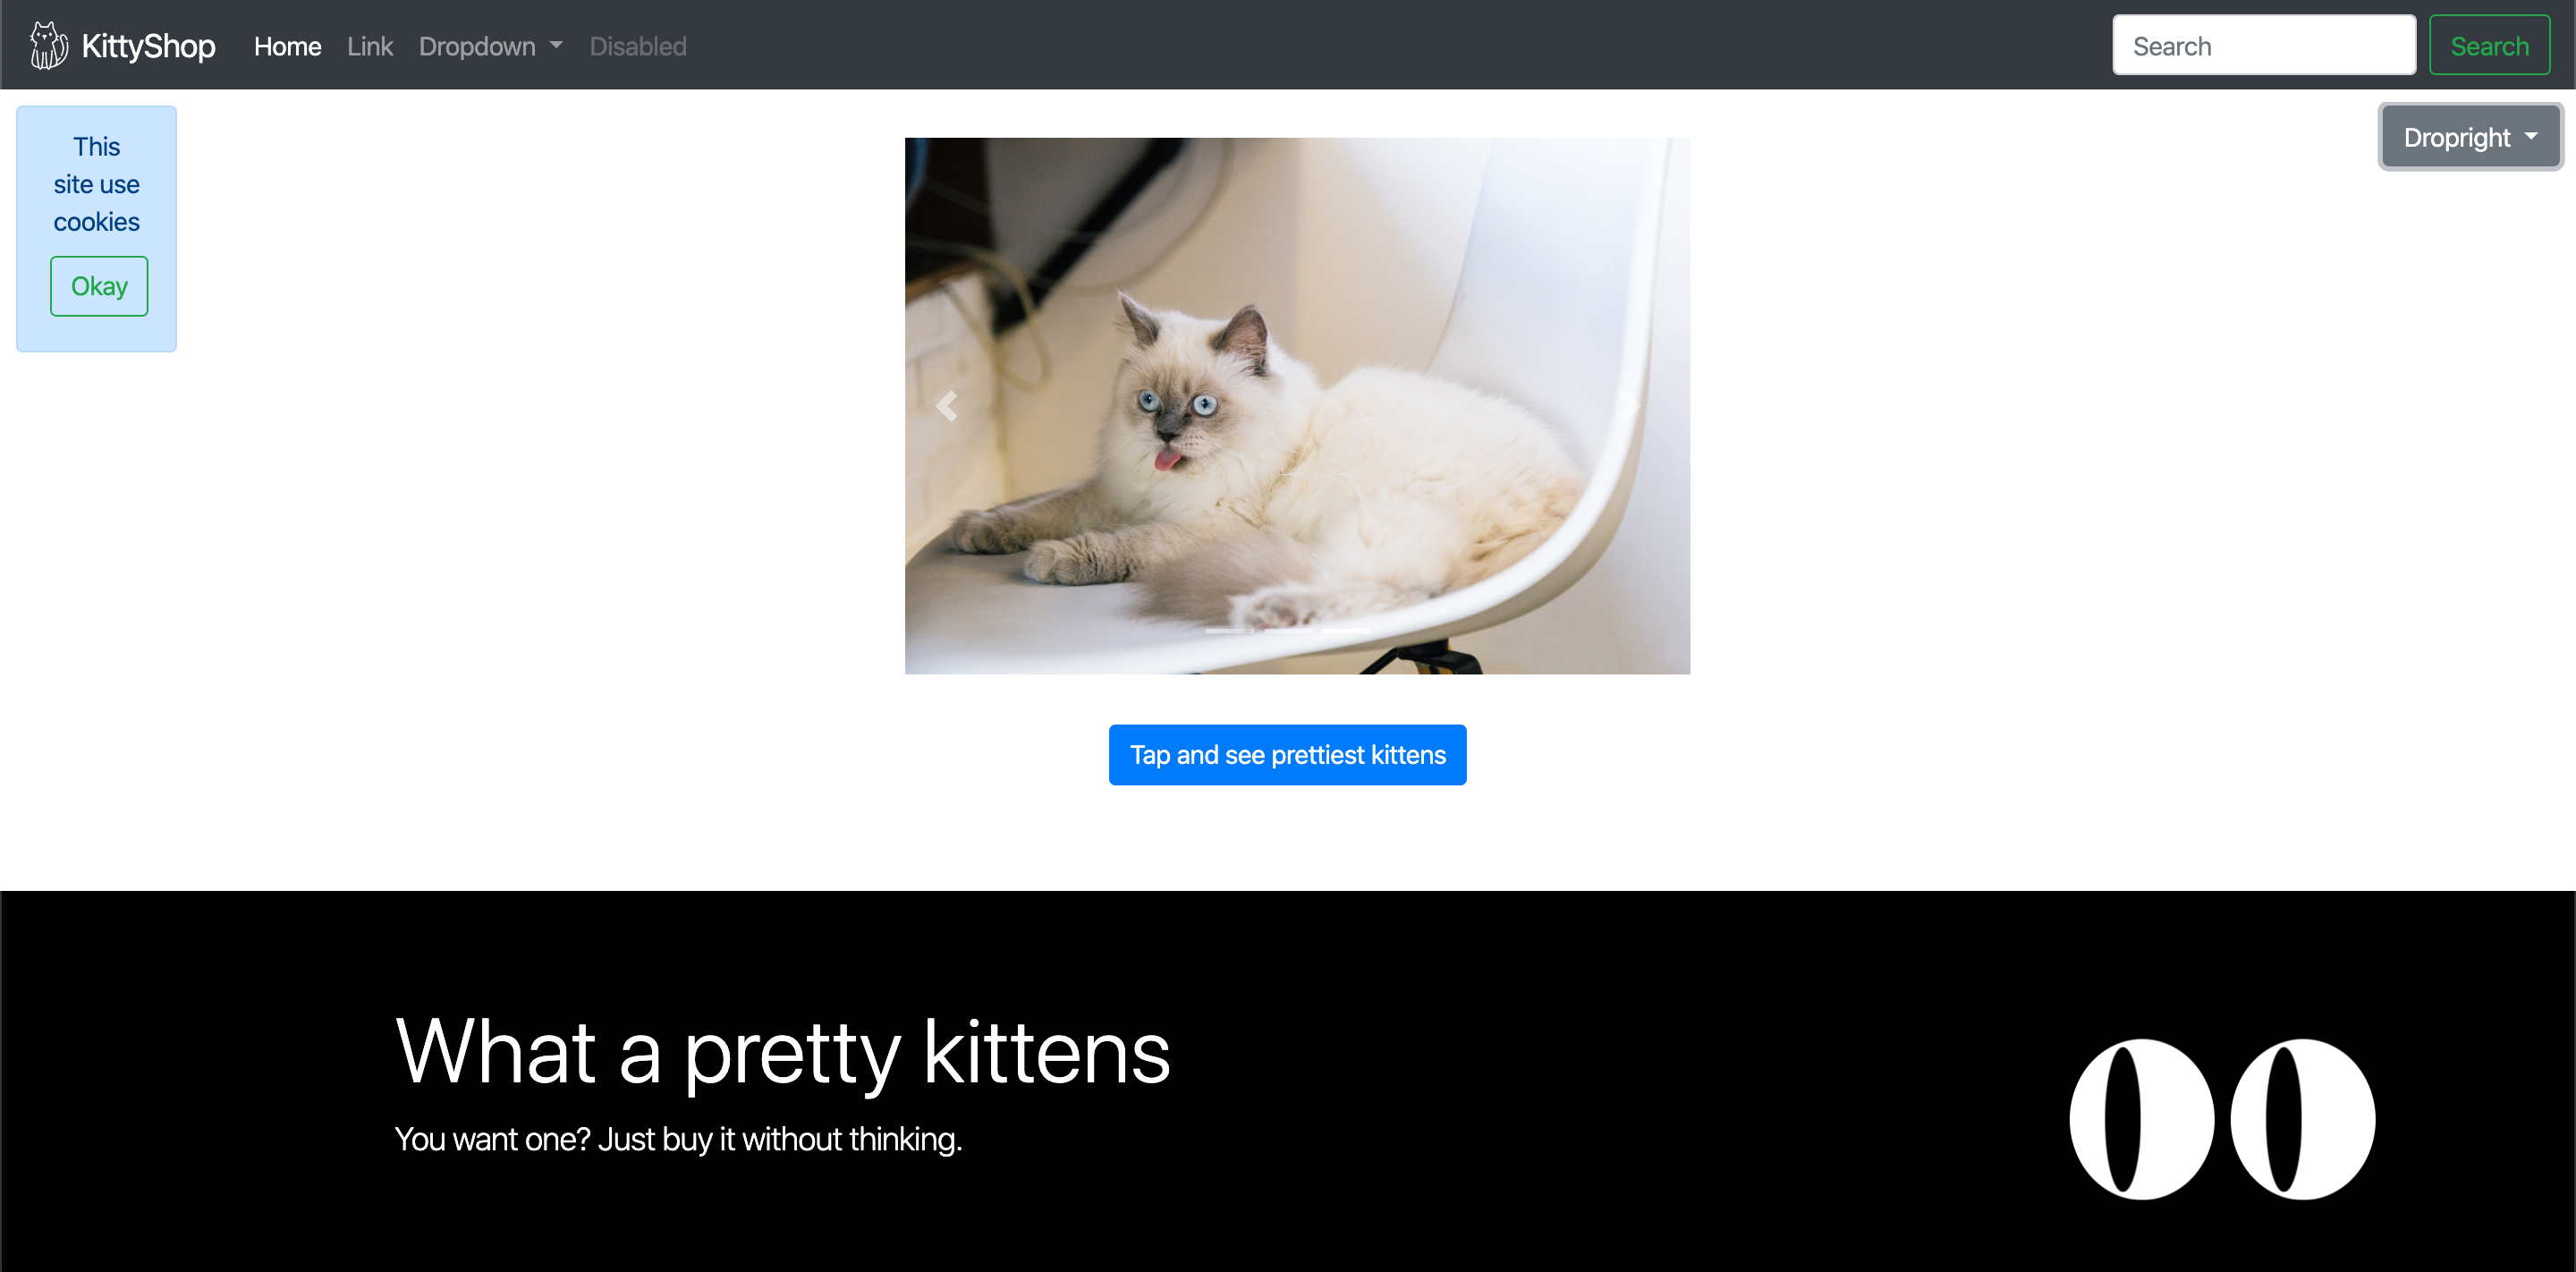 KittyShop Home Link Dropdown Disabled Search Search
This
site use
cookies
Okay
Dropright
Tap and see prettiest kittens
What a pretty kittens
You want one? Just buy it without thinking.